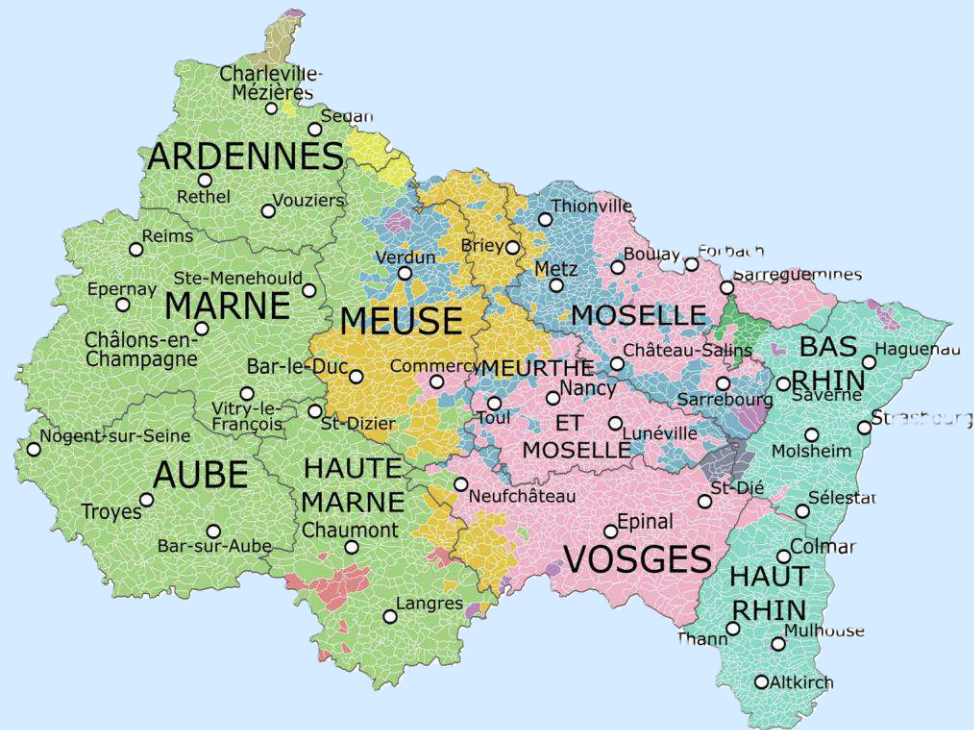 Charleville-
Mézières
Sedan
ARDENNES
Rethel
Vouziers
Thionville
Reims
Verdun
Briey
Boulay
Forbach
Ste-Menehould
Metz
Sarreguemines
Epernay
MARNE
MEUSE
MOSELLE
Châlons-en-
Champagne
BAS
RHIN
Haguenau
Château-Salins
Bar-le-Duc
Commercy
MEURTHE
ET
MOSELLE
Nancy
Sarrebourg
Saverne
Vitry-le-
François
St-Dizier
Toul
Lunéville
Strasbourg
Nogent-sur-Seine
Molsheim
AUBE
HAUTE
MARNE
Neufchâteau
St-Dié
Sélestat
Troyes
Chaumont
Epinal
Bar-sur-Aube
VOSGES
Colmar
HAUT
RHIN
Langres
Thann
Mulhouse
Altkirch